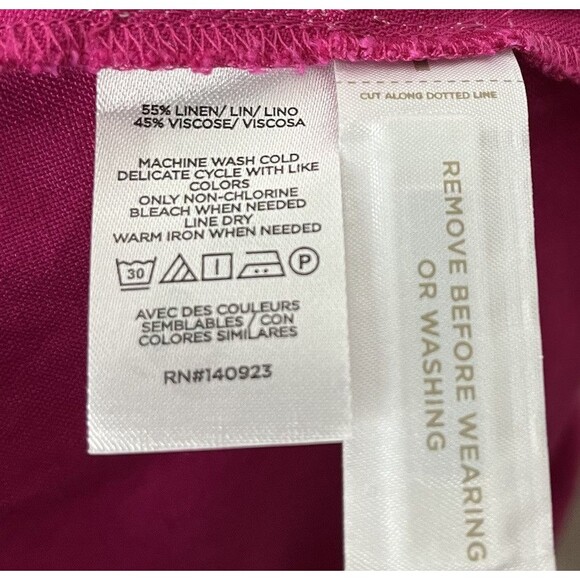 55% LINEN/ LIN/ LINO
45% VISCOSE/ VISCOSA
MACHINE WASH COLD
DELICATE CYCLE WITH LIKE
COLORS
ONLY NON-CHLORINE
BLEACH WHEN NEEDED
LINE DRY
WARM IRON WHEN NEEDED
30 P
AVEC DES COULEURS
SEMBLABLES / CON
COLORES SIMILARES
RN#140923
CUT ALONG DOTTED LINE
REMOVE BEFORE WEARING
OR WASHING